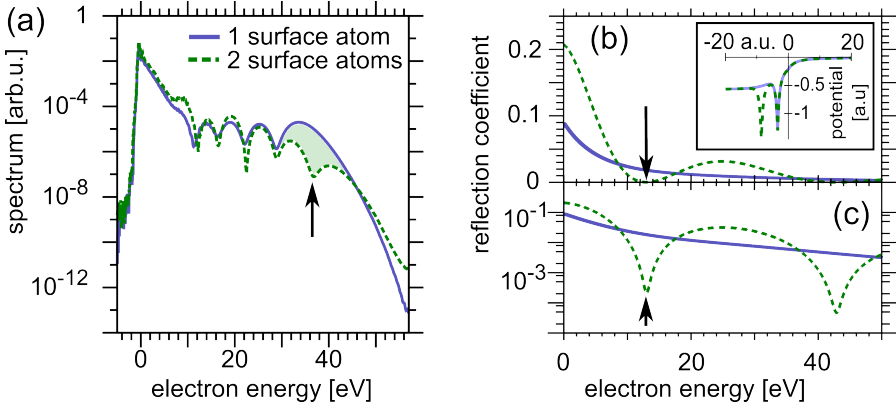 (a)
1 surface atom
2 surface atoms
spectrum [arb.u.]
1
10⁻⁴
10⁻⁸
10⁻¹²
0
20
40
electron energy [eV]
(b)
-20 a.u. 0 20
-0.5
-1
potential
[a.u]
reflection coefficient
0.2
0.1
0
(c)
10⁻¹
10⁻³
0
20
40
electron energy [eV]